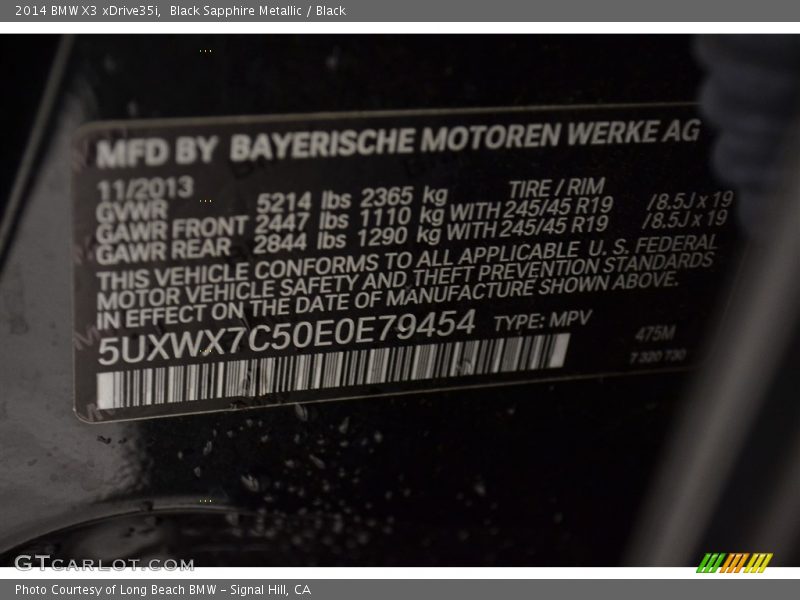 2014 BMW X3 xDrive35i, Black Sapphire Metallic / Black
MFD BY BAYERISCHE MOTOREN WERKE AG
11/2013 TIRE / RIM
GVWR 5214 lbs 2365 kg
GAWR FRONT 2447 lbs 1110 kg WITH 245/45 R19 /8.5J x 19
GAWR REAR 2844 lbs 1290 kg WITH 245/45 R19 /8.5J x 19
THIS VEHICLE CONFORMS TO ALL APPLICABLE U. S. FEDERAL
MOTOR VEHICLE SAFETY AND THEFT PREVENTION STANDARDS
IN EFFECT ON THE DATE OF MANUFACTURE SHOWN ABOVE.
5UXWX7C50E0E79454 TYPE: MPV
475M
7 320 730
GTCARLOT.COM
Photo Courtesy of Long Beach BMW - Signal Hill, CA